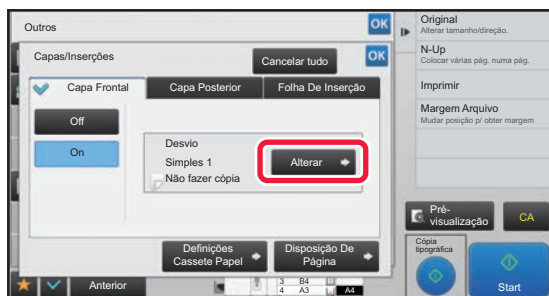 Outros
OK
Capas/Inserções
Cancelar tudo
OK
Capa Frontal
Capa Posterior
Folha De Inserção
Off
On
Desvio
Simples 1
Não fazer cópia
Alterar
Definições
Cassete Papel
Disposição De
Página
Anterior
3 B4
4 A3
A4
Original
Alterar tamanho/direção.
N-Up
Colocar várias pág. numa pág.
Imprimir
Margem Arquivo
Mudar posição p/ obter margem
Pré-
visualização
CA
Cópia
tipográfica
Start